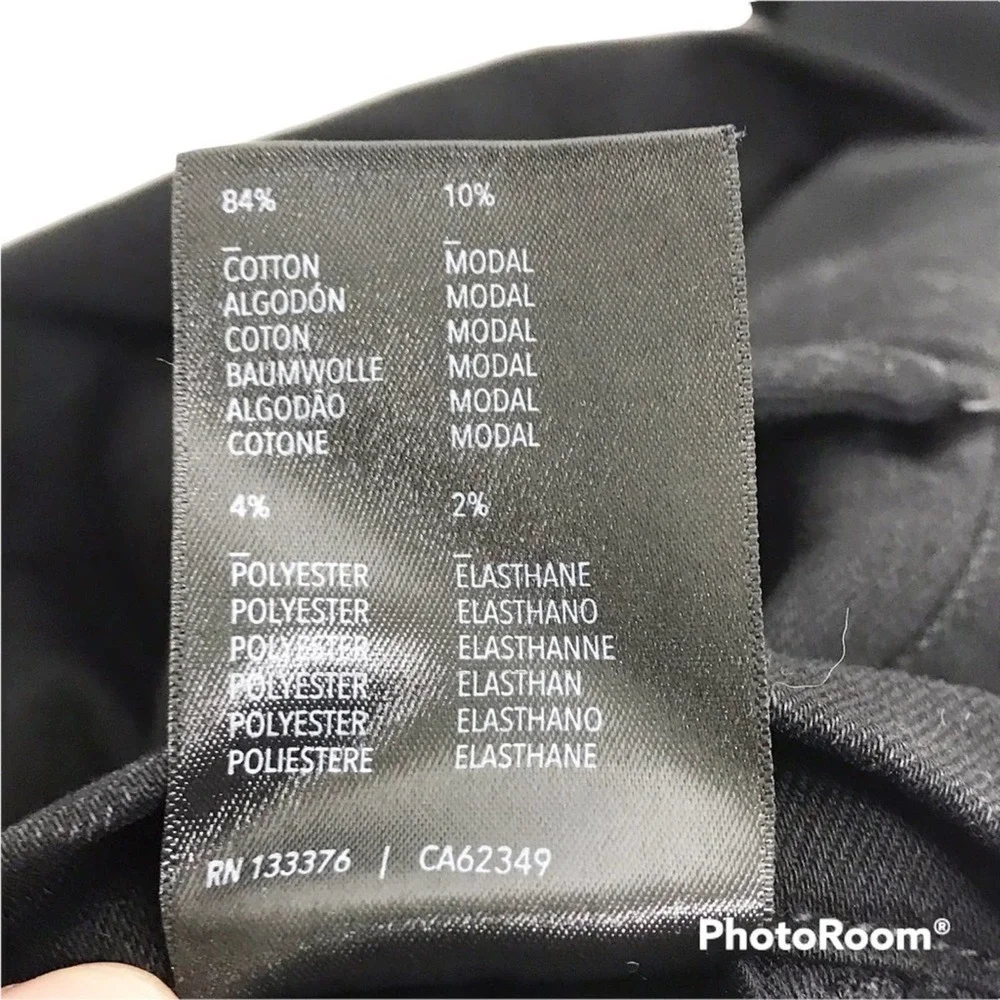 84%
COTTON
ALGODÓN
COTON
BAUMWOLLE
ALGODÃO
COTONE
10%
MODAL
MODAL
MODAL
MODAL
MODAL
MODAL
4%
POLYESTER
POLYESTER
POLYESTER
POLYESTER
POLYESTER
POLIESTERE
2%
ELASTHANE
ELASTHANO
ELASTHANNE
ELASTHAN
ELASTHANO
ELASTHANE
RN 133376 | CA62349
PhotoRoom®